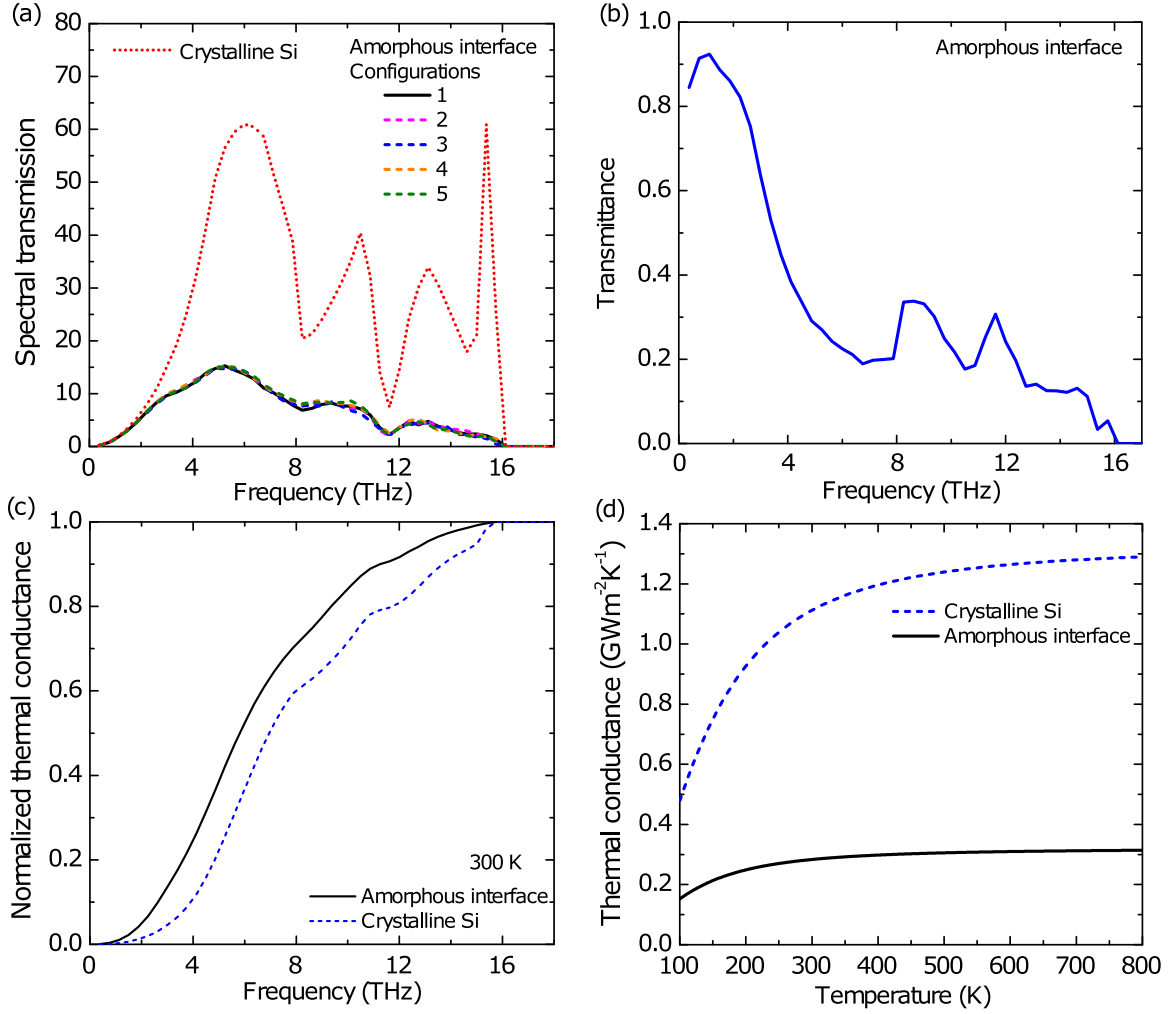 (a)
80
70
60
50
40
30
20
10
0
Spectral transmission
Crystalline Si
Amorphous interface
Configurations
1
2
3
4
5
0 4 8 12 16
Frequency (THz)
(b)
1.0
0.8
0.6
0.4
0.2
0.0
Transmittance
Amorphous interface
0 4 8 12 16
Frequency (THz)
(c)
1.0
0.8
0.6
0.4
0.2
0.0
Normalized thermal conductance
300 K
Amorphous interface
Crystalline Si
0 4 8 12 16
Frequency (THz)
(d)
1.4
1.2
1.0
0.8
0.6
0.4
0.2
0.0
Thermal conductance (GWm⁻²K⁻¹)
Crystalline Si
Amorphous interface
100 200 300 400 500 600 700 800
Temperature (K)